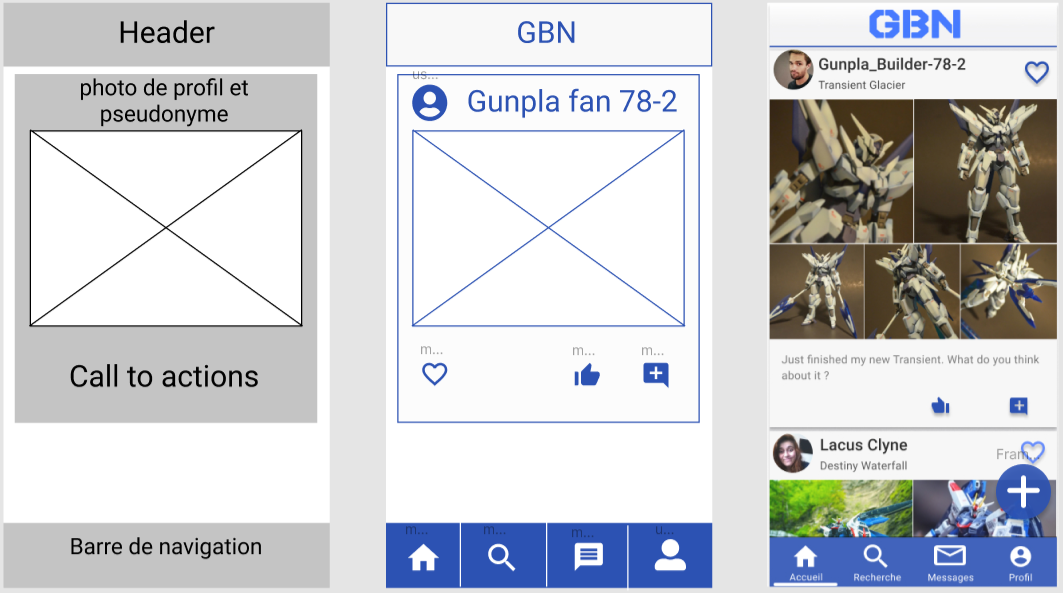 Header
photo de profil et
pseudonyme
Call to actions
Barre de navigation
GBN
us...
Gunpla fan 78-2
m...
m...
m...
m...
m...
m...
u...
GBN
Gunpla_Builder-78-2
Transient Glacier
Just finished my new Transient. What do you think
about it ?
Lacus Clyne
Fram...
Destiny Waterfall
Accueil
Recherche
Messages
Profil